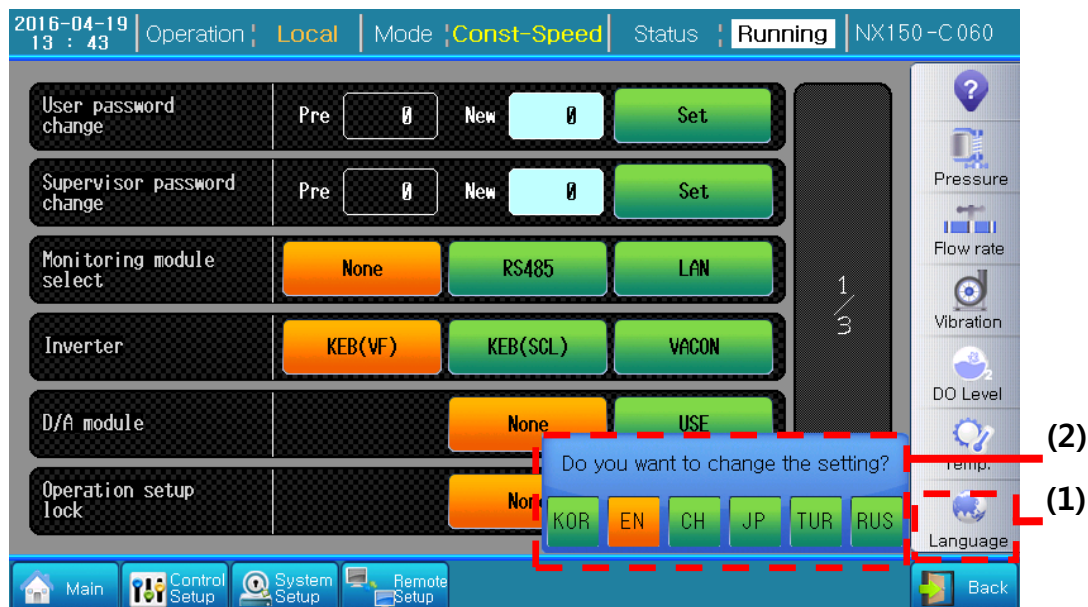 2016-04-19
13 : 43
Operation ¦ Local
Mode ¦ Const-Speed
Status ¦ Running
NX150-C060
User password
change
Pre 0 New 0 Set
Supervisor password
change
Pre 0 New 0 Set
Monitoring module
select
None RS485 LAN
Inverter
KEB(VF) KEB(SCL) VACON
D/A module
None USE
Operation setup
lock
1/3
?
Pressure
Flow rate
Vibration
DO Level
Temp.
Language
Do you want to change the setting?
KOR EN CH JP TUR RUS
(2)
(1)
Main
Control
Setup
System
Setup
Remote
Setup
Back